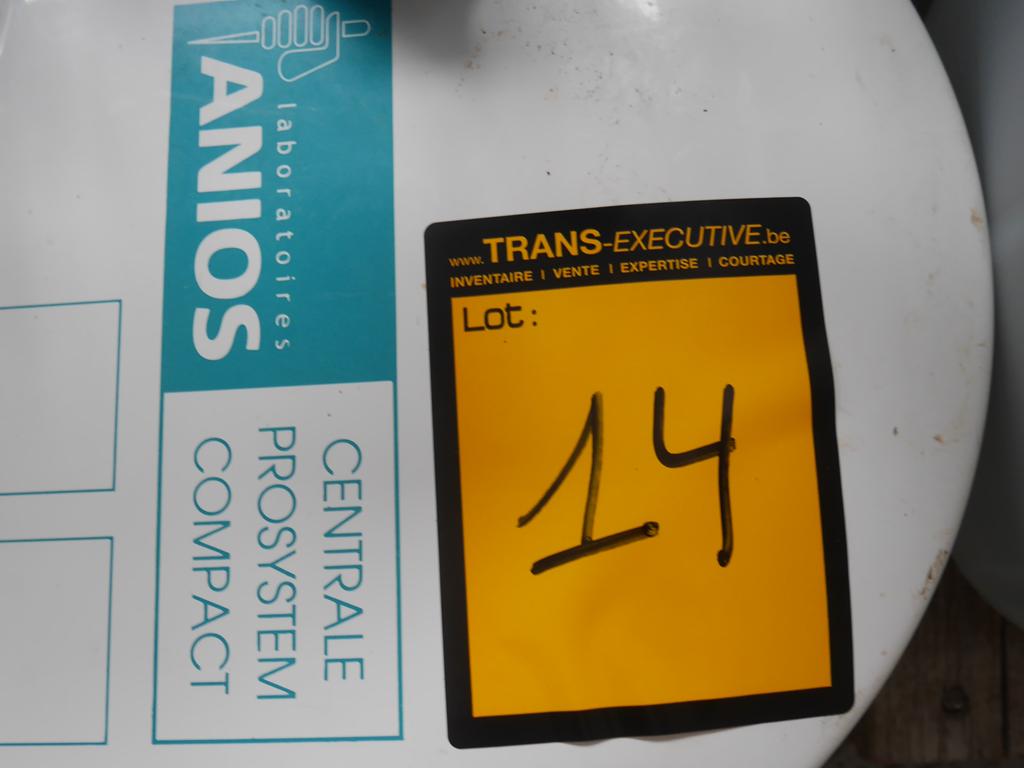 laboratoires
ANIOS
CENTRALE
PROSYSTEM
COMPACT
www.TRANS-EXECUTIVE.be
INVENTAIRE | VENTE | EXPERTISE | COURTAGE
Lot:
14